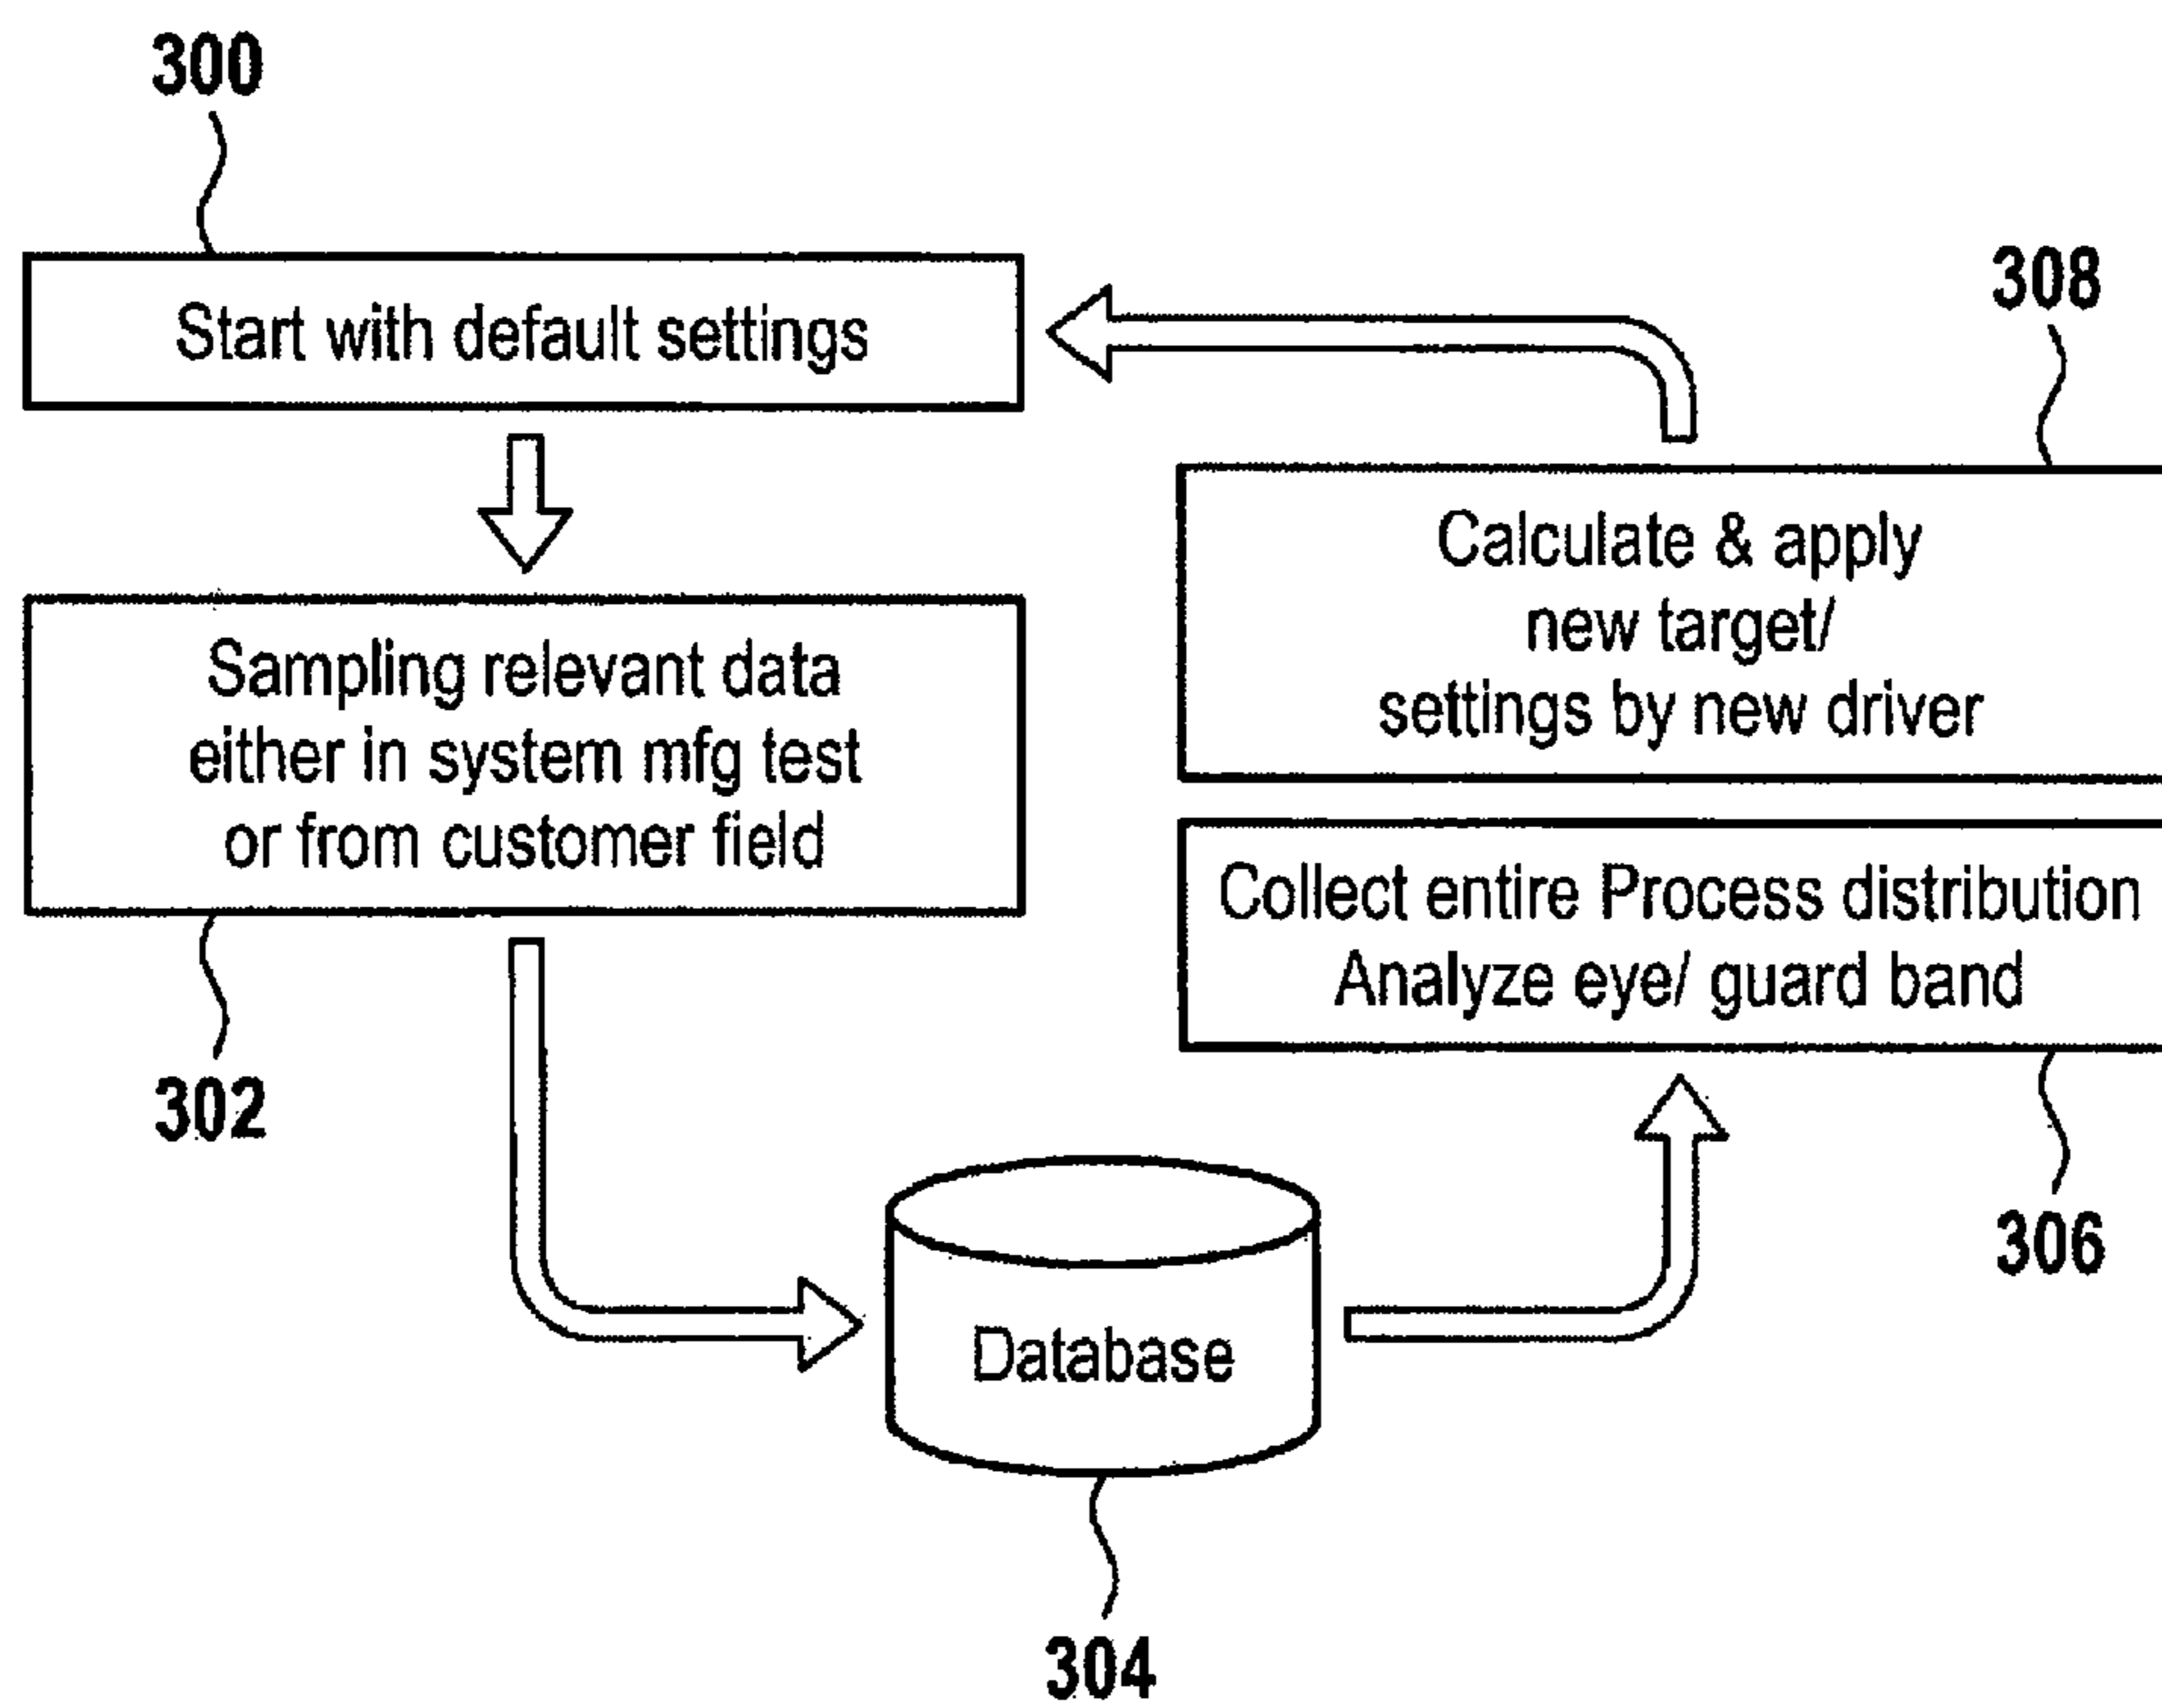 300
Start with default settings
308
Calculate & apply
new target/
settings by new driver
Sampling relevant data
either in system mfg test
or from customer field
302
Collect entire Process distribution
Analyze eye/ guard band
306
Database
304